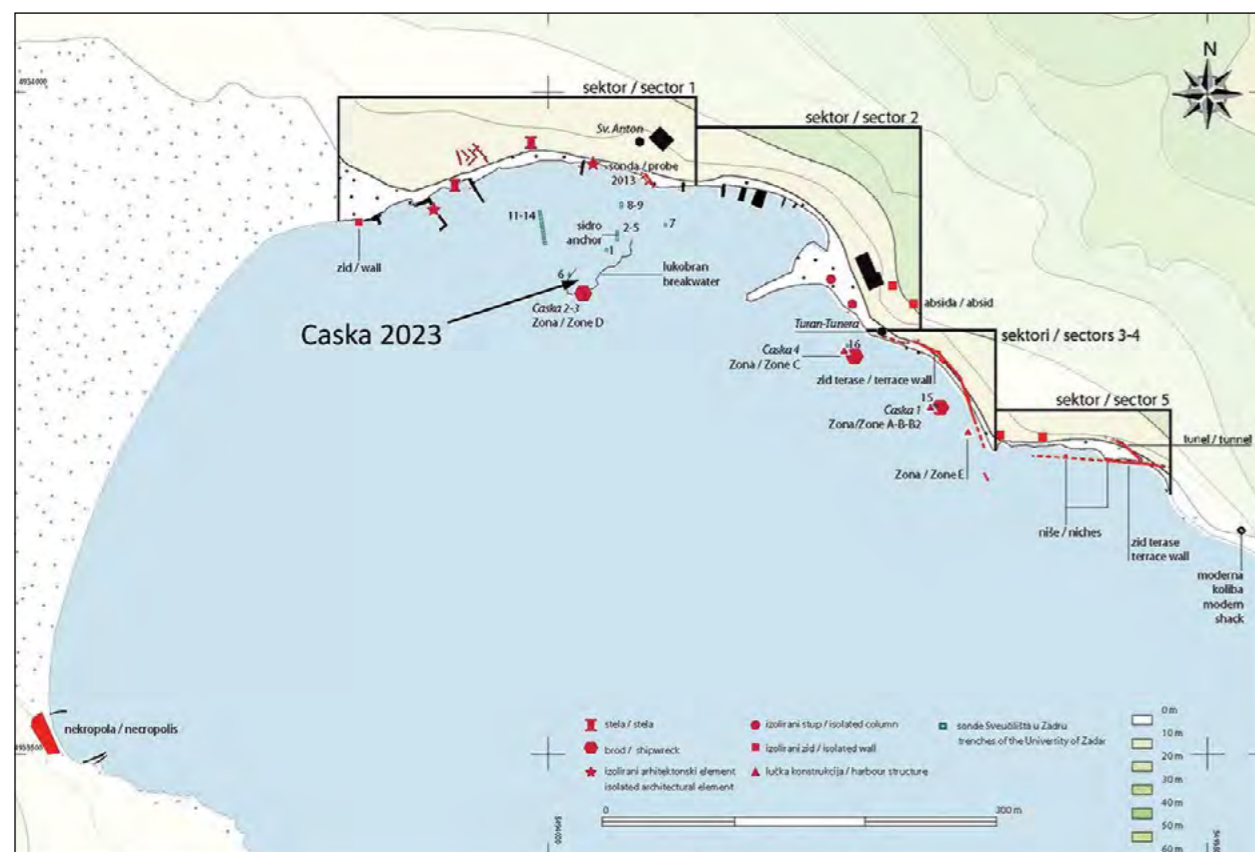 N
4934000
sektor / sector 1
sektor / sector 2
Sv. Anton
sonda / probe
2013
8-9
11-14
sidro
anchor
2-5
7
1
6
lukobran
breakwater
zid / wall
Caska 2-3
Zona / Zone D
Caska 2023
absida / absid
Turan-Tunera
sektori / sectors 3-4
16
Caska 4
Zona / Zone C
zid terase / terrace wall
sektor / sector 5
15
Caska 1
Zona/Zone A-B-B2
tunel / tunnel
Zona / Zone E
niše / niches
zid terase
terrace wall
moderna
koliba
modern
shack
nekropola / necropolis
stela / stela
brod / shipwreck
izolirani arhitektonski element
isolated architectural element
izolirani stup / isolated column
izolirani zid / isolated wall
lučka konstrukcija / harbour structure
sonde Sveučilišta u Zadru
trenches of the University of Zadar
0
300 m
0 m
10 m
20 m
30 m
40 m
50 m
60 m